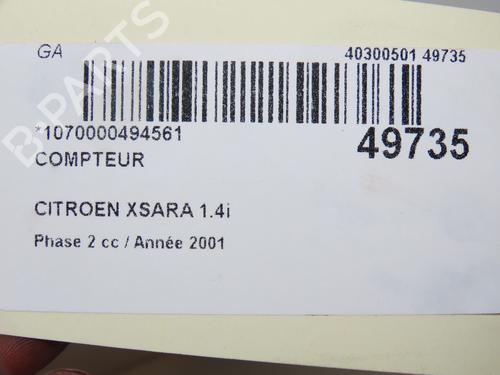 GA
40300501 49735
*1070000494561
49735
COMPTEUR
CITROEN XSARA 1.4i
Phase 2 cc / Année 2001
B-PARTS